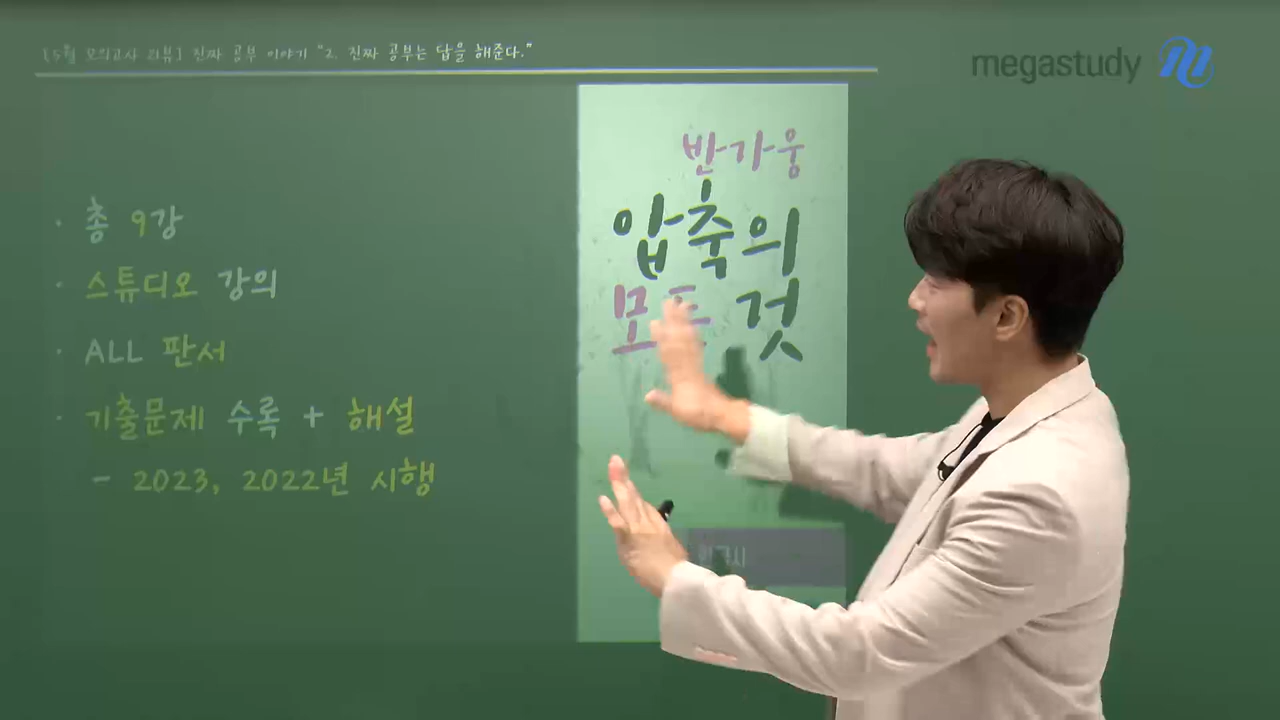 [5월 모의고사 리뷰] 진짜 공부 이야기 "2. 진짜 공부는 답을 해준다."
megastudy
· 총 9강
· 스튜디오 강의
· ALL 판서
· 기출문제 수록 + 해설
- 2023, 2022년 시행
반가웅
압축의
모든 것